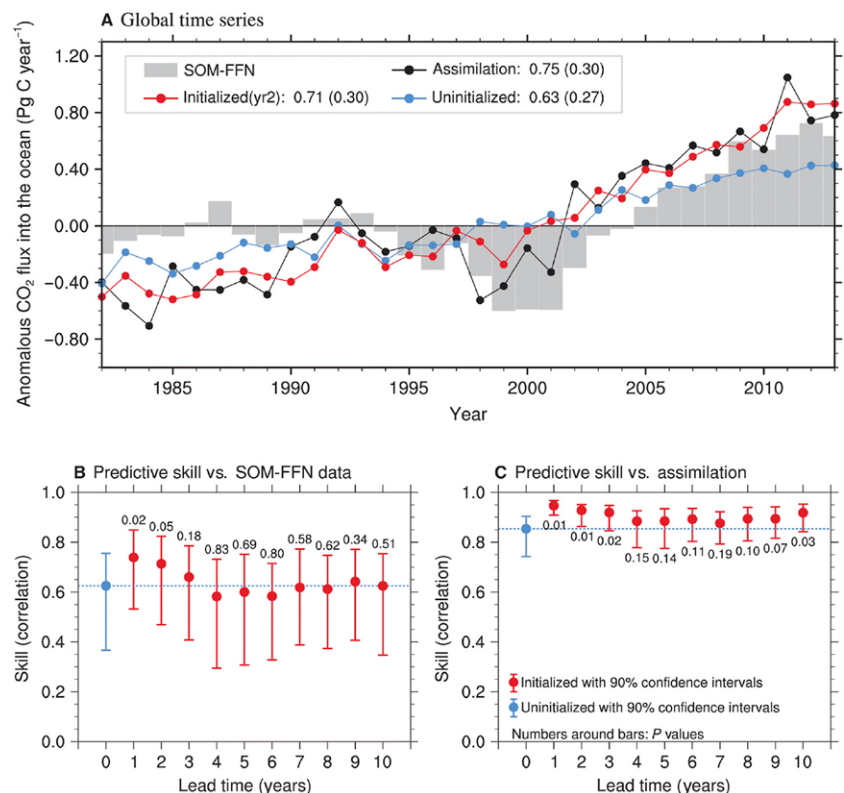 A Global time series
Anomalous CO₂ flux into the ocean (Pg C year⁻¹)
1.20
0.80
0.40
0.00
−0.40
−0.80
SOM-FFN
Assimilation: 0.75 (0.30)
Initialized(yr2): 0.71 (0.30)
Uninitialized: 0.63 (0.27)
1985 1990 1995 2000 2005 2010
Year
B Predictive skill vs. SOM-FFN data
Skill (correlation)
1.0
0.8
0.6
0.4
0.2
0.0
0.02 0.05 0.18 0.83 0.69 0.80 0.58 0.62 0.34 0.51
0 1 2 3 4 5 6 7 8 9 10
Lead time (years)
C Predictive skill vs. assimilation
Skill (correlation)
1.0
0.8
0.6
0.4
0.2
0.0
0.01 0.01 0.02 0.15 0.14 0.11 0.19 0.10 0.07 0.03
Initialized with 90% confidence intervals
Uninitialized with 90% confidence intervals
Numbers around bars: P values
0 1 2 3 4 5 6 7 8 9 10
Lead time (years)